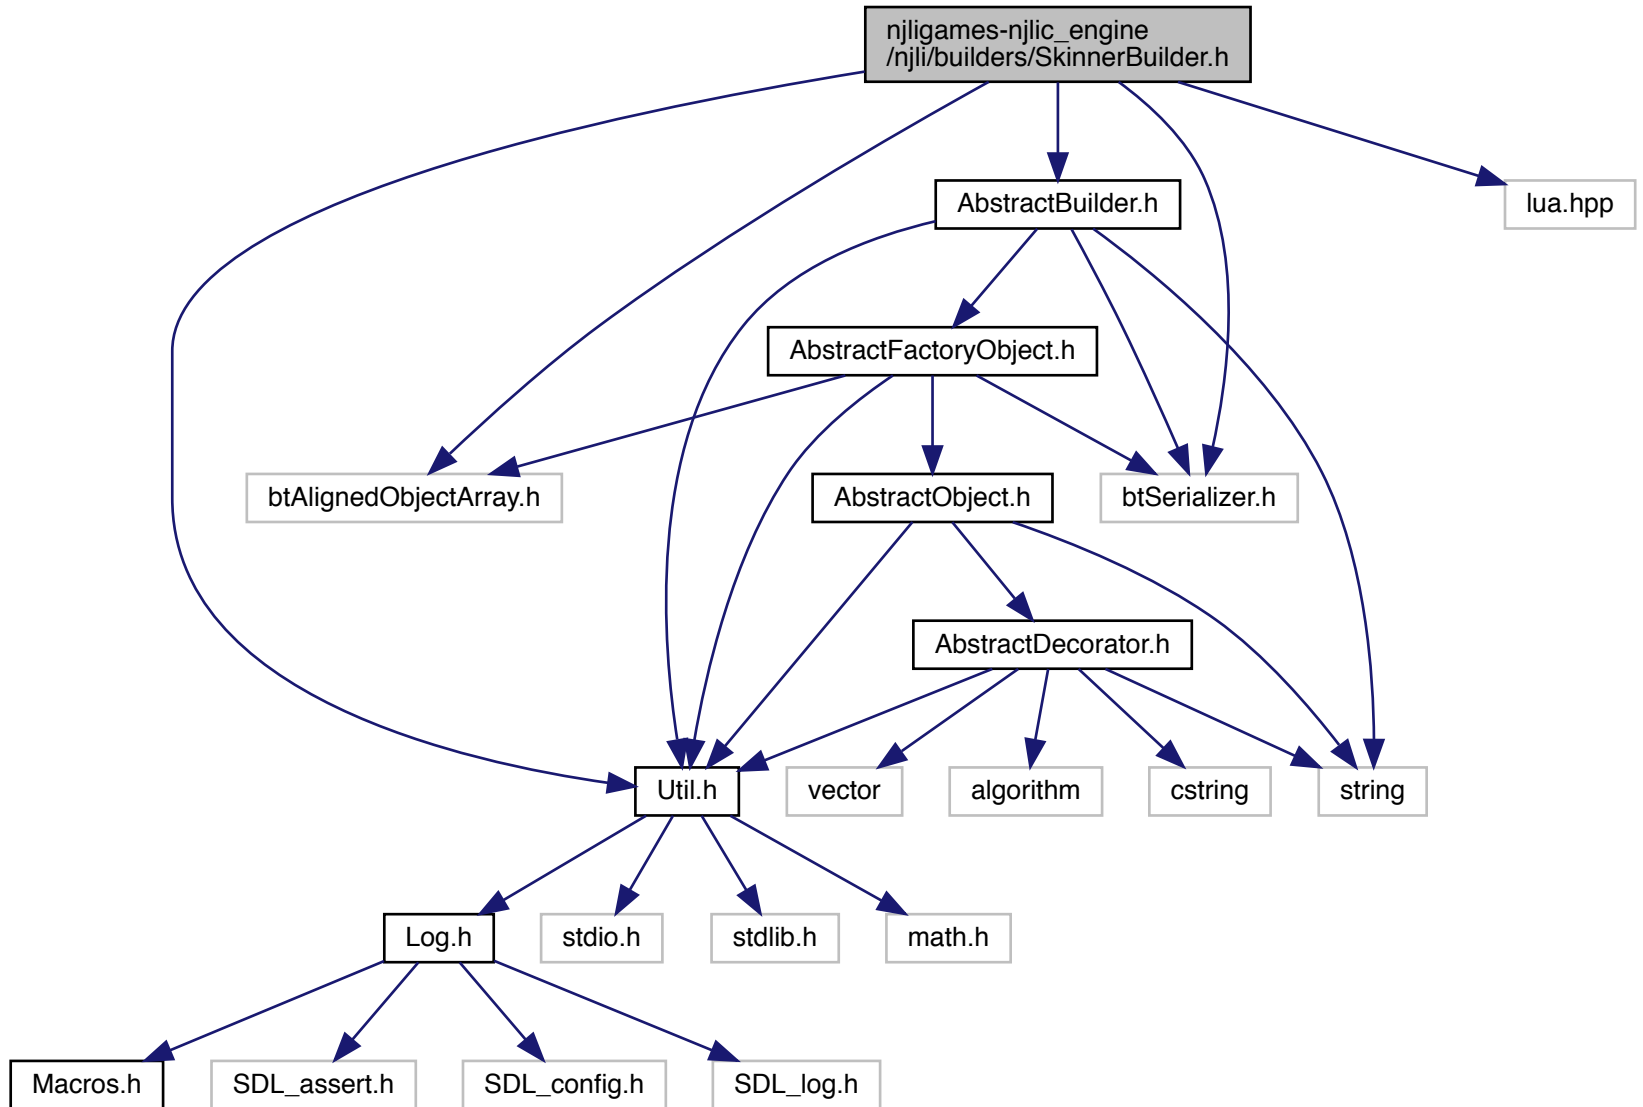 njligames-njlic_engine
/njli/builders/SkinnerBuilder.h
AbstractBuilder.h
lua.hpp
AbstractFactoryObject.h
btAlignedObjectArray.h
AbstractObject.h
btSerializer.h
AbstractDecorator.h
Util.h
vector
algorithm
cstring
string
Log.h
stdio.h
stdlib.h
math.h
Macros.h
SDL_assert.h
SDL_config.h
SDL_log.h